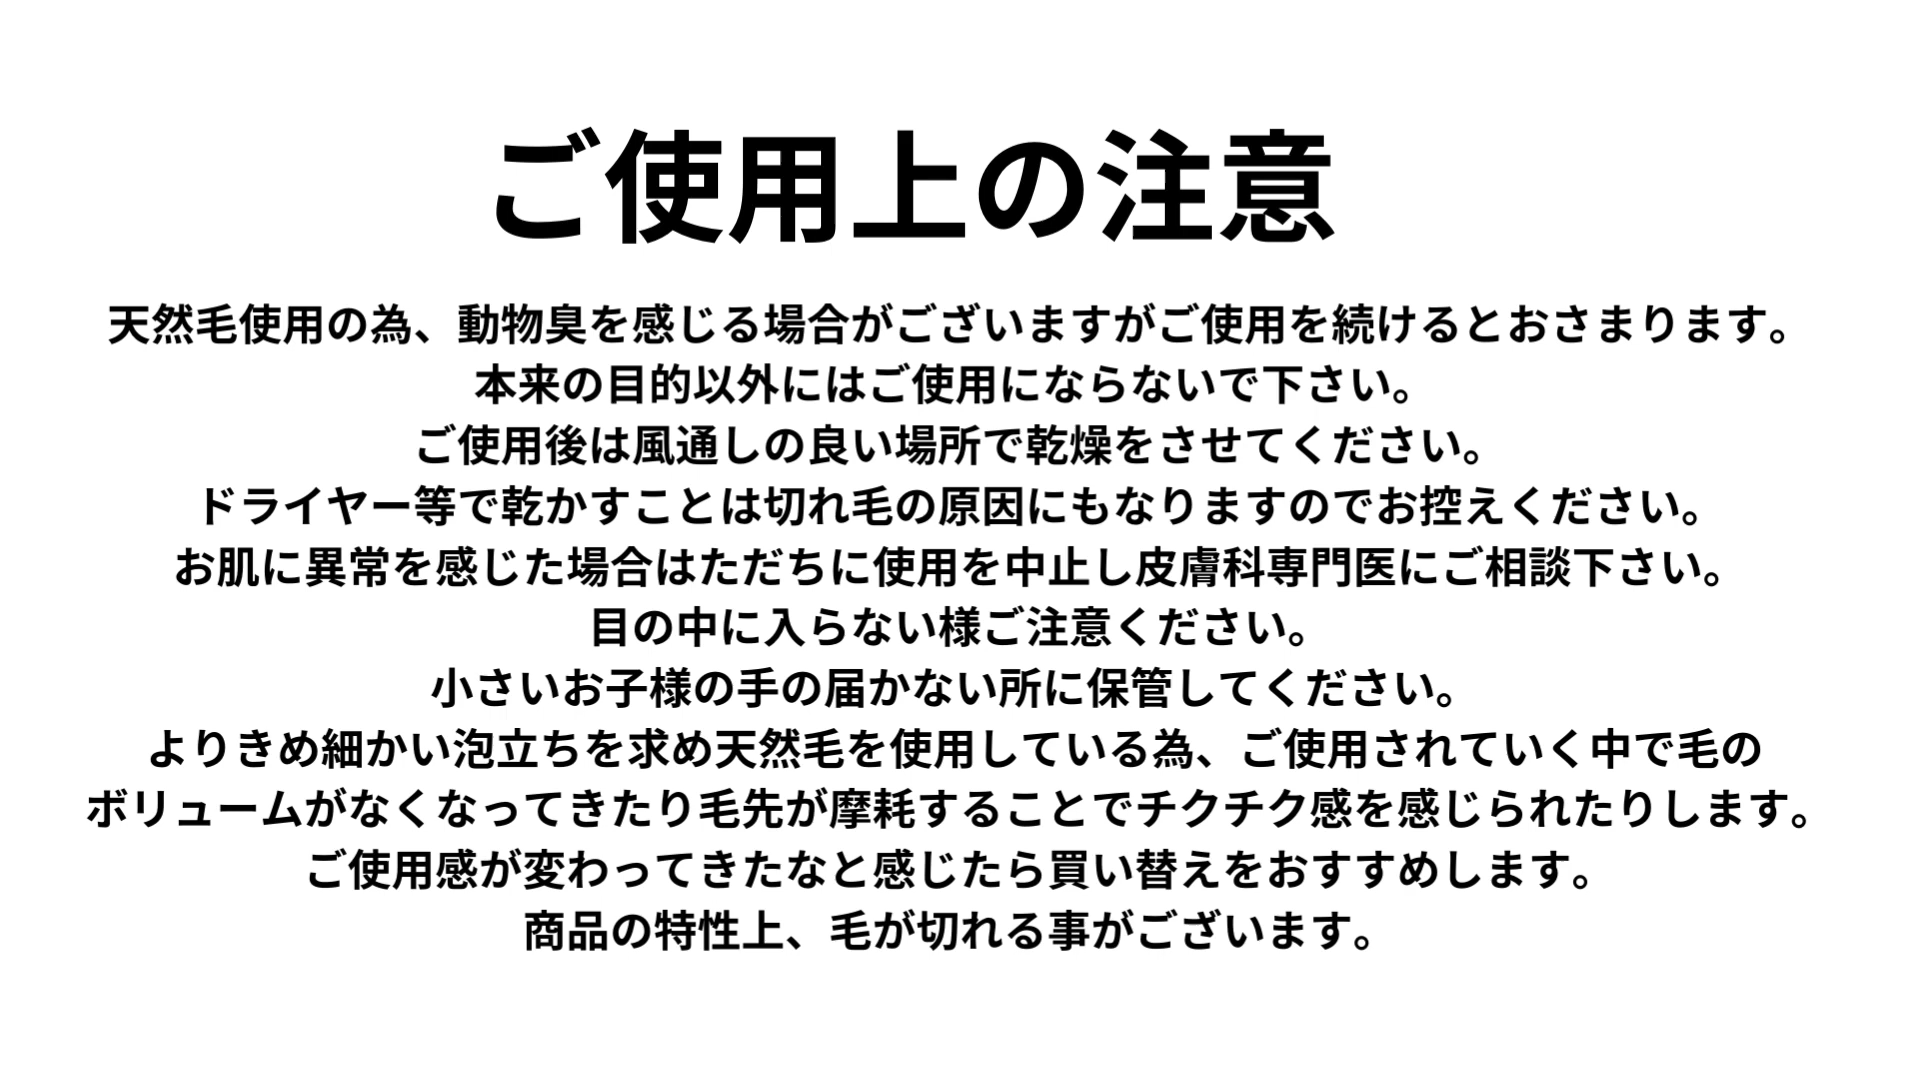 ご使用上の注意
天然毛使用の為、動物臭を感じる場合がございますがご使用を続けるとおさまります。
本来の目的以外にはご使用にならないで下さい。
ご使用後は風通しの良い場所で乾燥をさせてください。
ドライヤー等で乾かすことは切れ毛の原因にもなりますのでお控えください。
お肌に異常を感じた場合はただちに使用を中止し皮膚科専門医にご相談下さい。
目の中に入らない様ご注意ください。
小さいお子様の手の届かない所に保管してください。
よりきめ細かい泡立ちを求め天然毛を使用している為、ご使用されていく中で毛の
ボリュームがなくなってきたり毛先が摩耗することでチクチク感を感じられたりします。
ご使用感が変わってきたなと感じたら買い替えをおすすめします。
商品の特性上、毛が切れる事がございます。